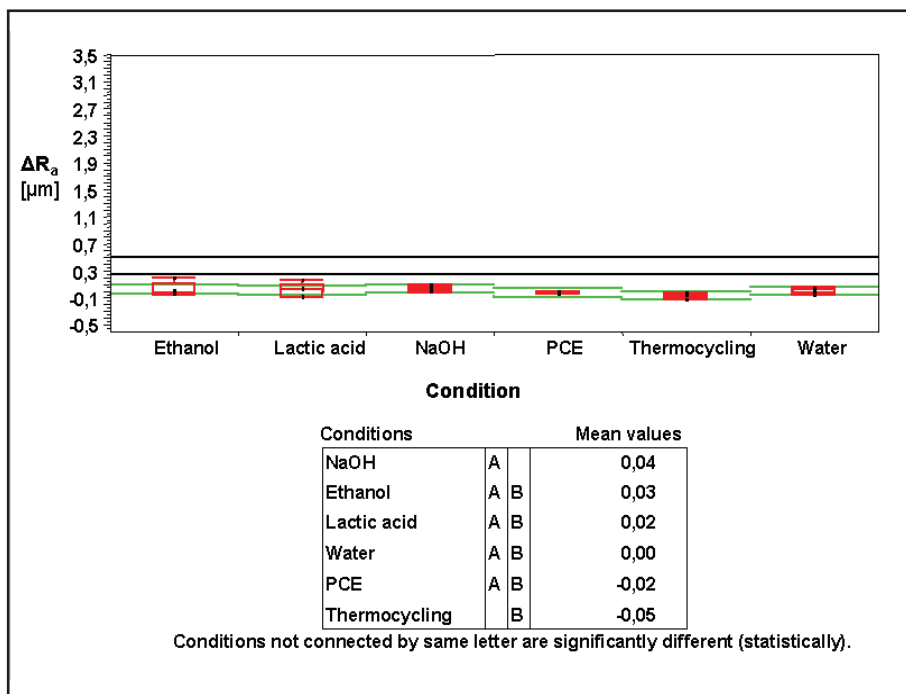 3,5
3,1
2,7
2,3
ΔRa
1,9
[µm]
1,5
1,1
0,7
0,3
-0,1
-0,5
Ethanol Lactic acid NaOH PCE Thermocycling Water
Condition
Conditions Mean values
NaOH A 0,04
Ethanol A B 0,03
Lactic acid A B 0,02
Water A B 0,00
PCE A B -0,02
Thermocycling B -0,05
Conditions not connected by same letter are significantly different (statistically).